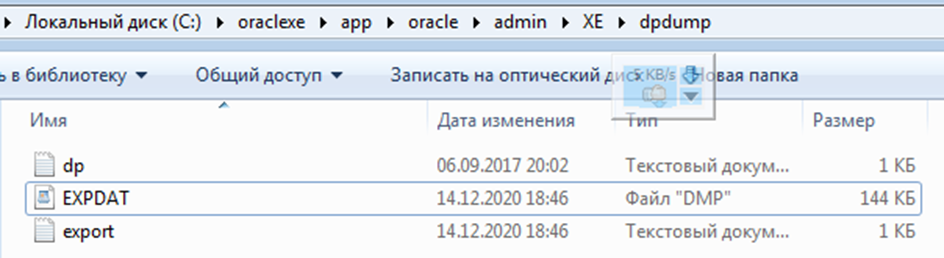 Локальный диск (C:) oraclexe app oracle admin XE dpdump
ь в библиотеку Общий доступ Записать на оптический диск Новая папка
5 KB/s
Имя Дата изменения Тип Размер
dp 06.09.2017 20:02 Текстовый докум... 1 КБ
EXPDAT 14.12.2020 18:46 Файл "DMP" 144 КБ
export 14.12.2020 18:46 Текстовый докум... 1 КБ